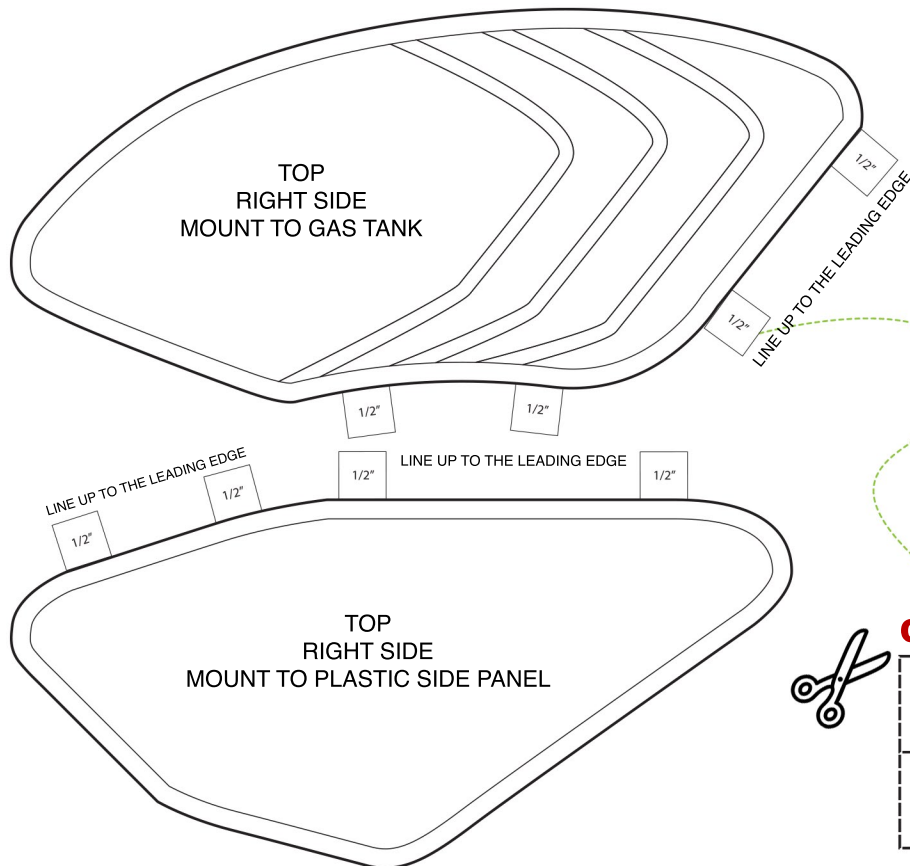 TOP
RIGHT SIDE
MOUNT TO GAS TANK
1/2"
LINE UP TO THE LEADING EDGE
1/2"
1/2"
1/2"
LINE UP TO THE LEADING EDGE
1/2"
1/2"
1/2"
LINE UP TO THE LEADING EDGE
1/2"
TOP
RIGHT SIDE
MOUNT TO PLASTIC SIDE PANEL